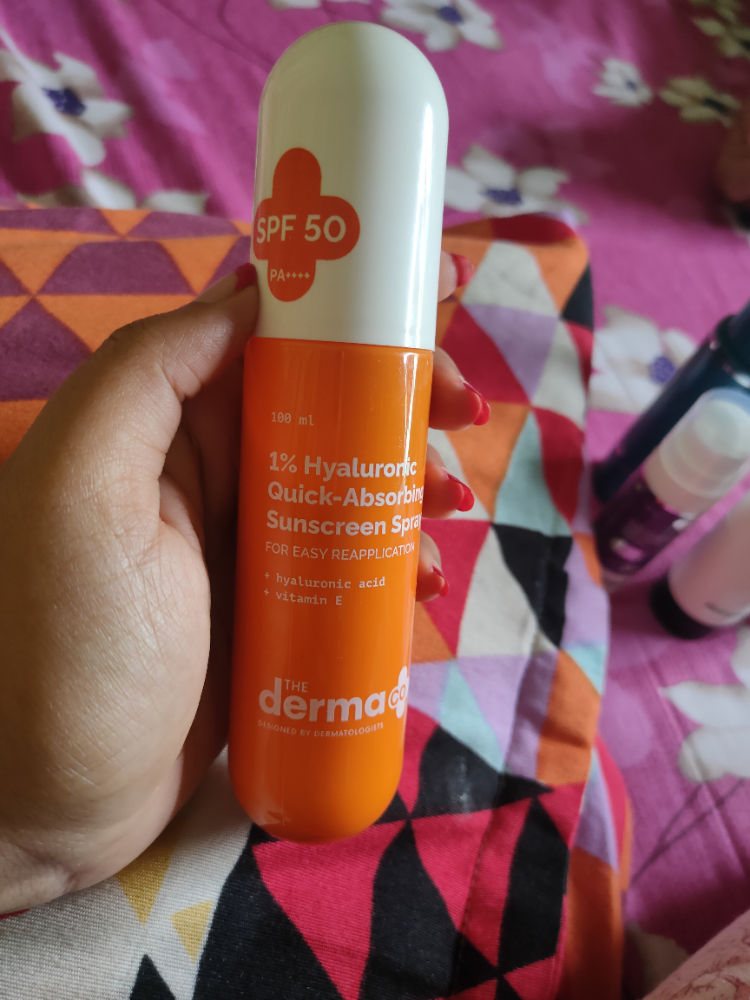 SPF 50
PA++++
100 ml
1% Hyaluronic
Quick-Absorbing
Sunscreen Spray
FOR EASY REAPPLICATION
+ hyaluronic acid
+ vitamin E
THE
derma co
DESIGNED BY DERMATOLOGISTS